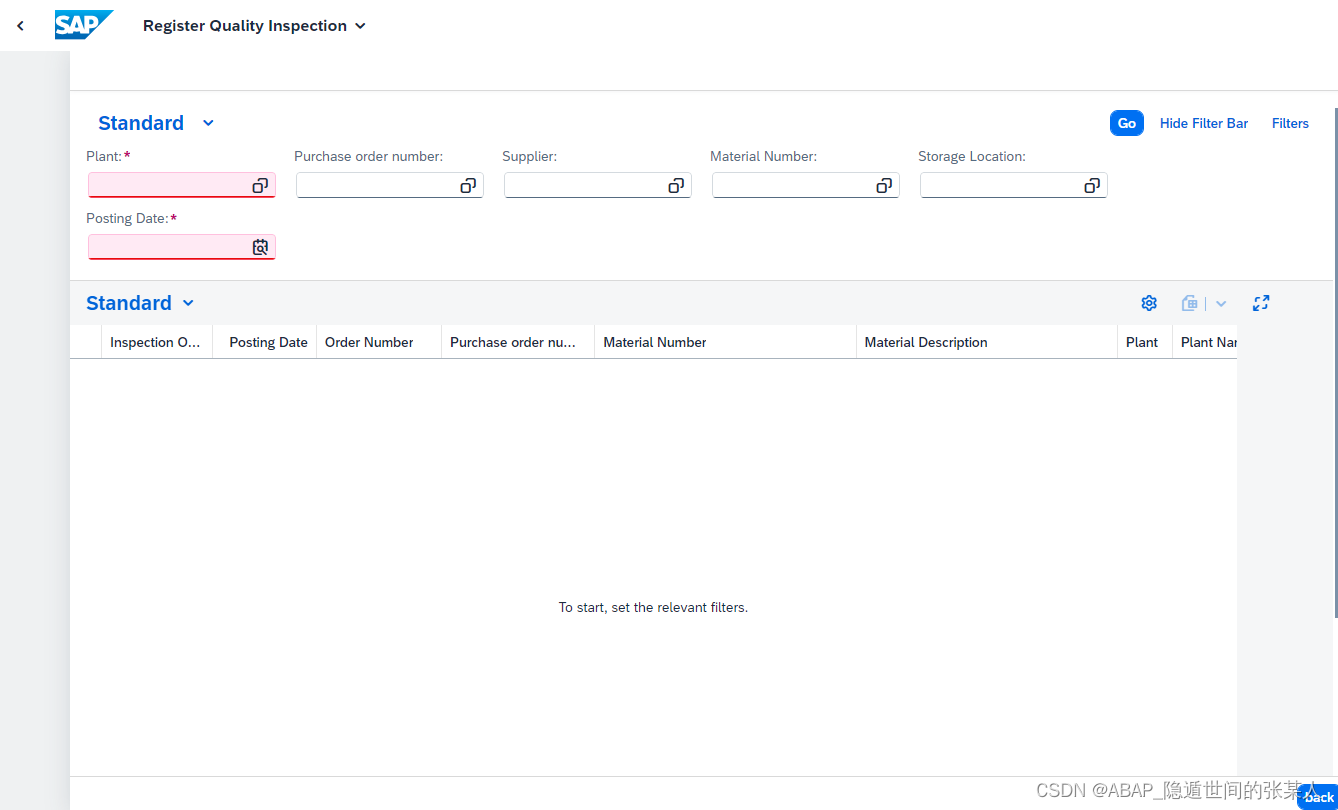 SAP Register Quality Inspection
Standard
Go Hide Filter Bar Filters
Plant:* Purchase order number: Supplier: Material Number: Storage Location:
Posting Date:*
Standard
Inspection O... Posting Date Order Number Purchase order nu... Material Number Material Description Plant Plant Nar
To start, set the relevant filters.
CSDN @ABAP_隐遁世间的张某人
back